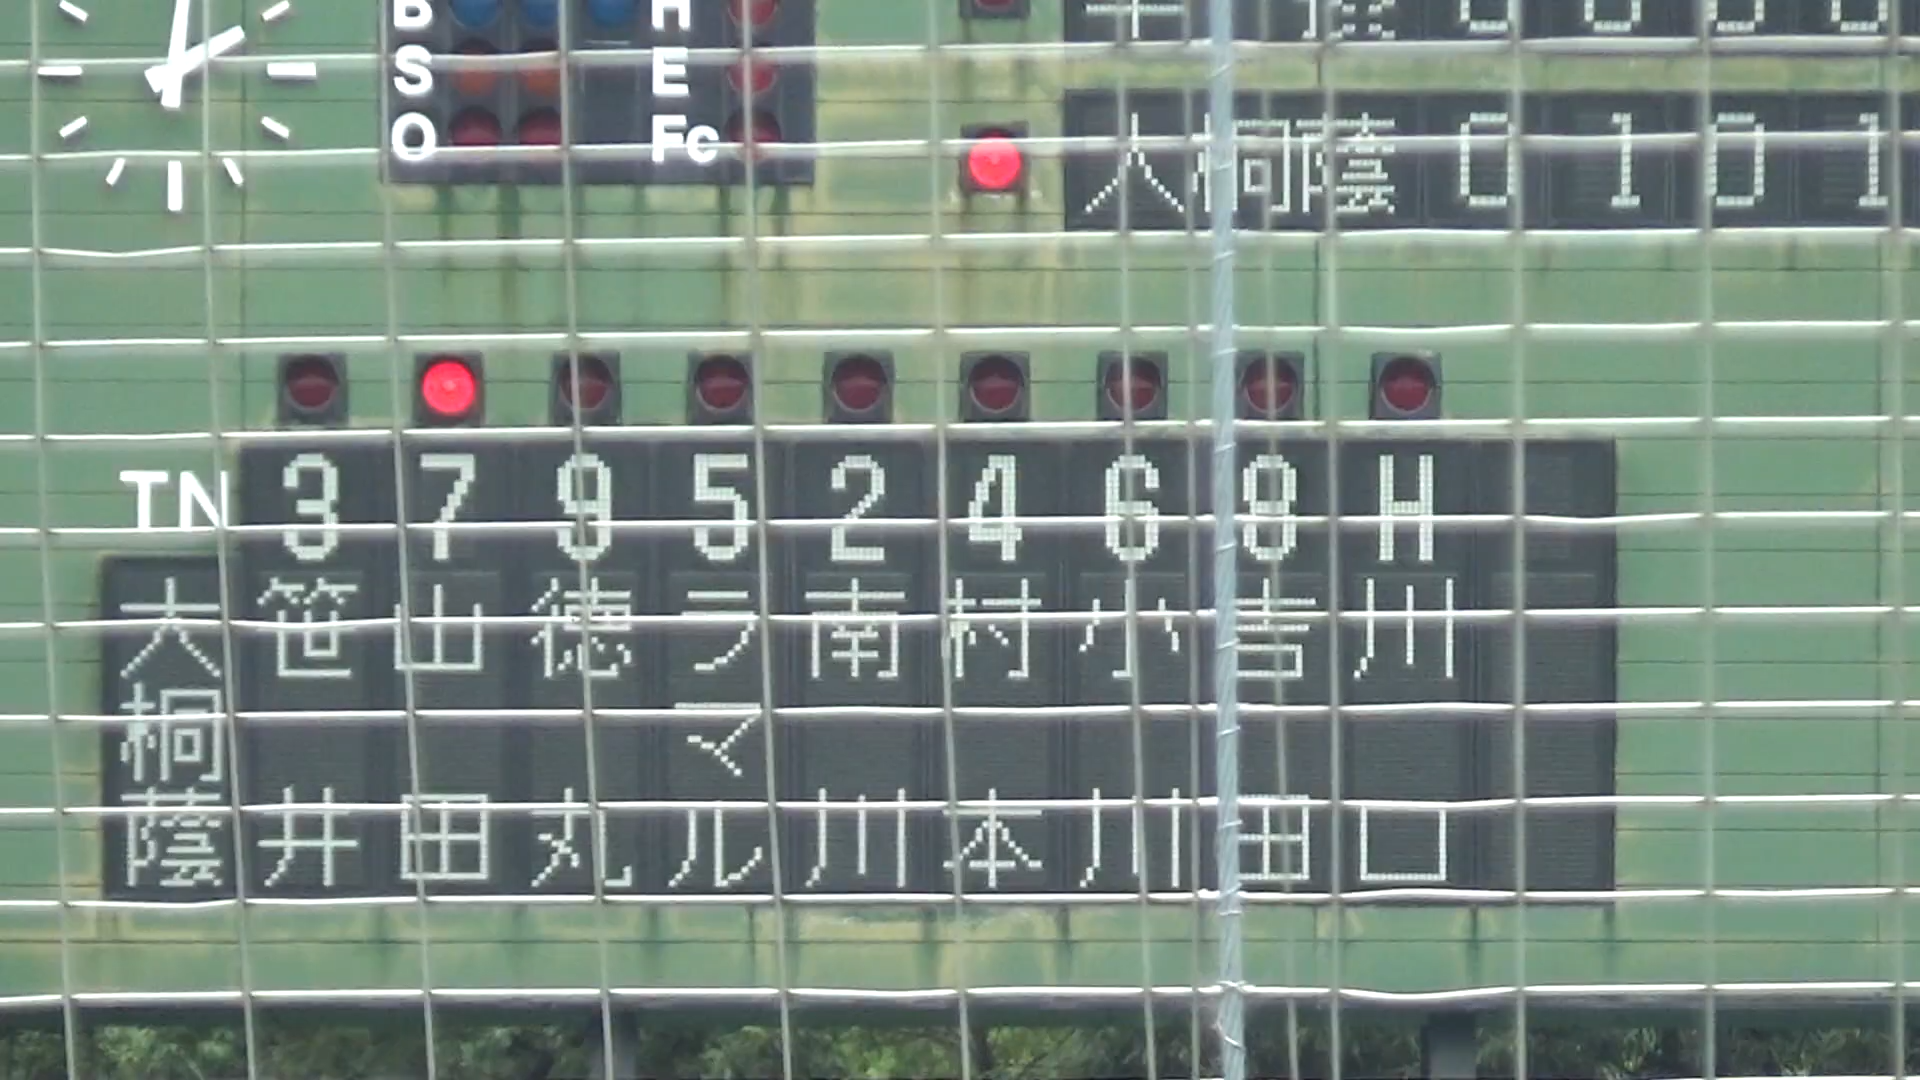 B H
S E
O Fc
大桐蔭 0 1 0 1
TN 3 7 9 5 2 4 6 8 H
大桐蔭
笹井
山田
徳丸
ラマル
南川
村本
小川
吉田
川口